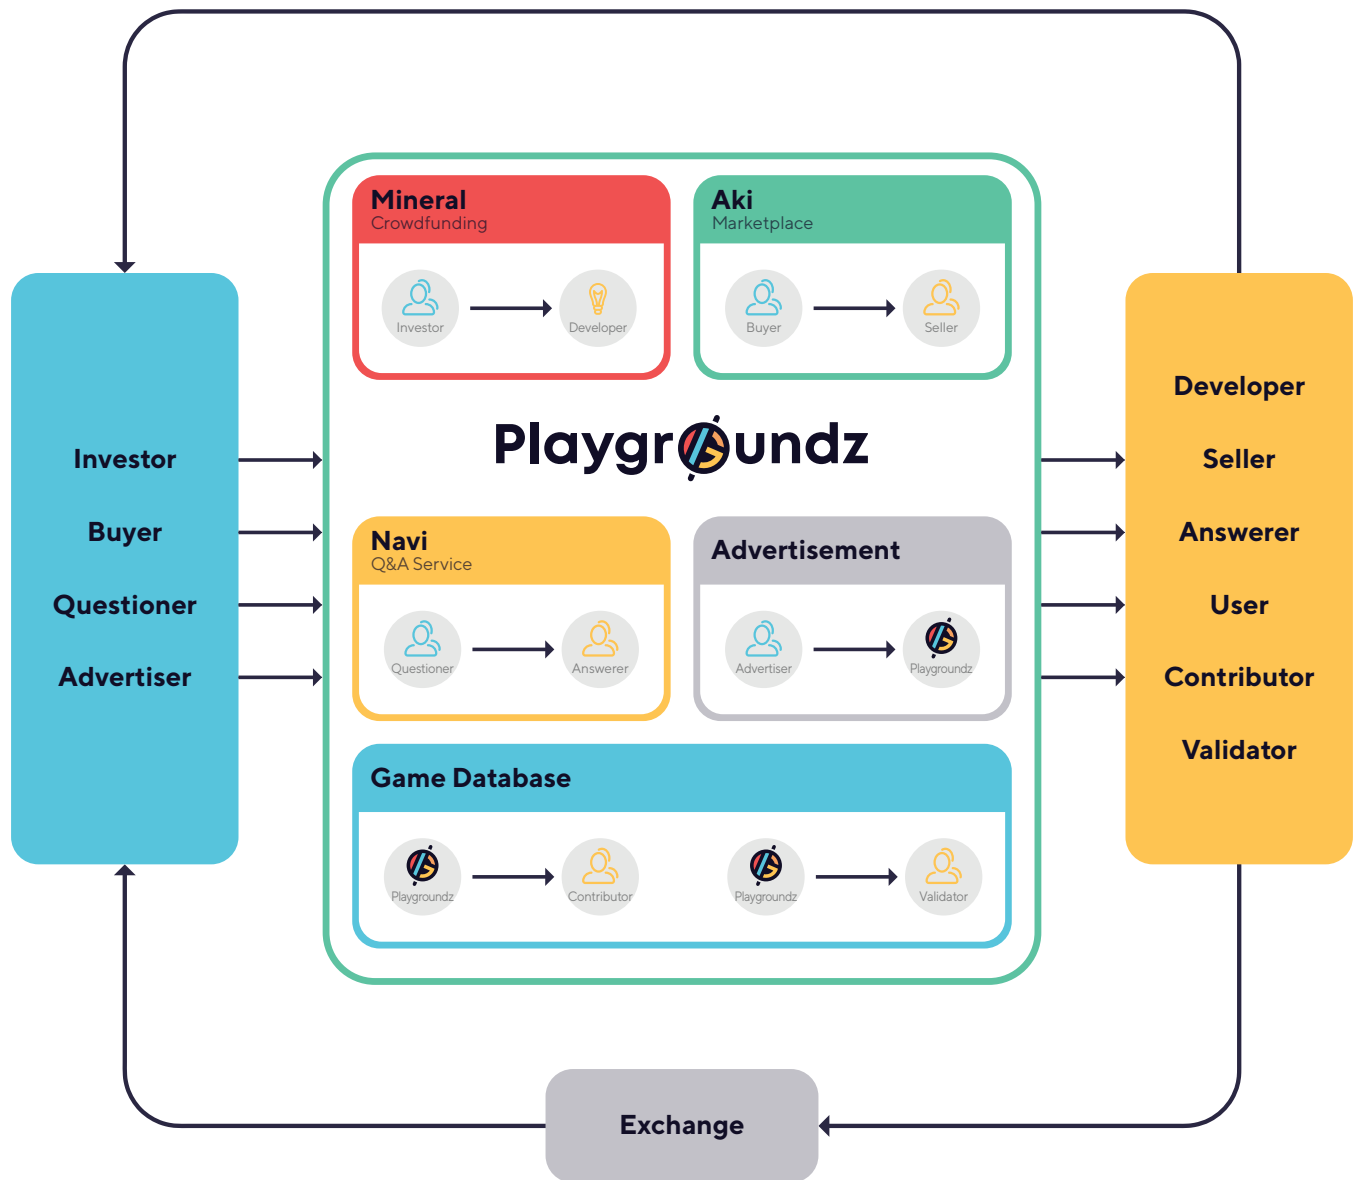 Investor
Buyer
Questioner
Advertiser
Mineral
Crowdfunding
Investor
Developer
Aki
Marketplace
Buyer
Seller
Playgroundz
Navi
Q&A Service
Questioner
Answerer
Advertisement
Advertiser
Playgroundz
Game Database
Playgroundz
Contributor
Playgroundz
Validator
Developer
Seller
Answerer
User
Contributor
Validator
Exchange